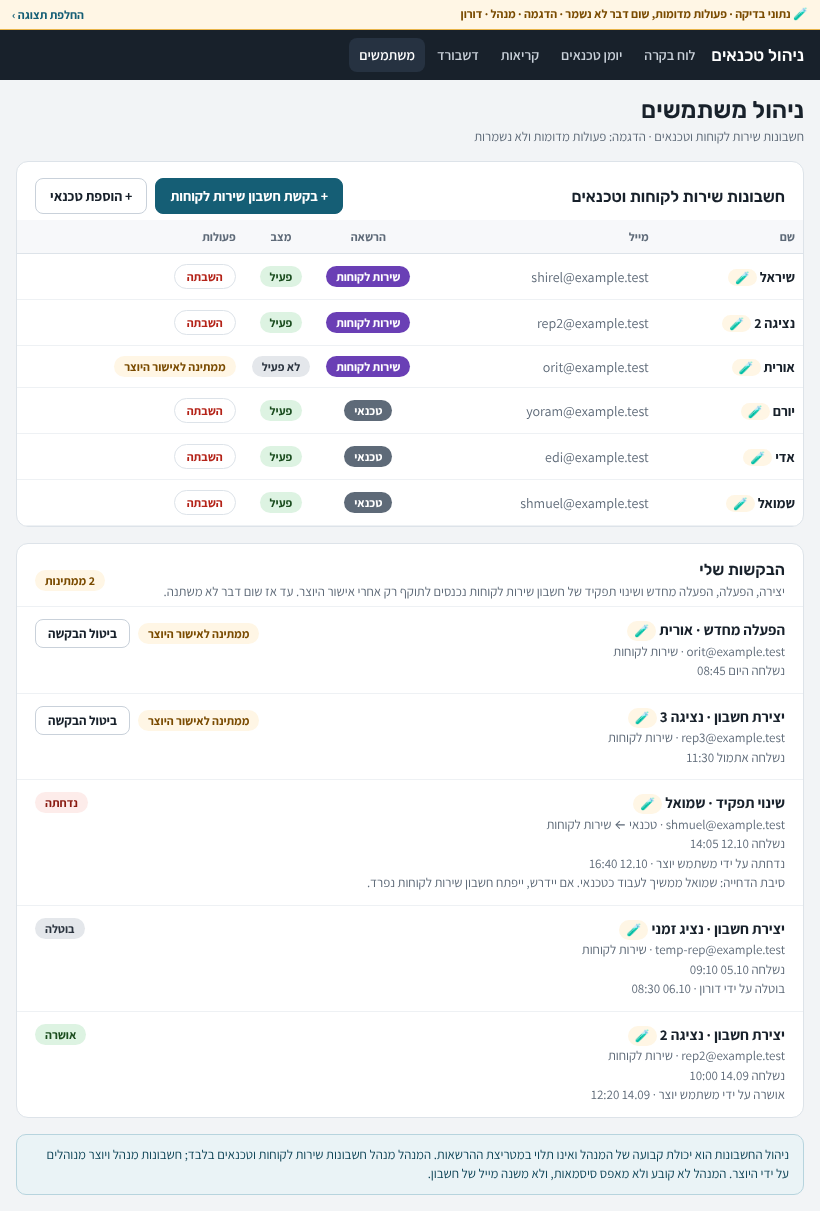 🧪 נתוני בדיקה · פעולות מדומות, שום דבר לא נשמר · הדגמה · מנהל · דורון
החלפת תצוגה ›
ניהול טכנאים לוח בקרה יומן טכנאים קריאות דשבורד משתמשים
ניהול משתמשים
חשבונות שירות לקוחות וטכנאים · הדגמה: פעולות מדומות ולא נשמרות
חשבונות שירות לקוחות וטכנאים
+ בקשת חשבון שירות לקוחות
+ הוספת טכנאי
שם מייל הרשאה מצב פעולות
שיראל 🧪 shirel@example.test שירות לקוחות פעיל השבתה
נציגה 2 🧪 rep2@example.test שירות לקוחות פעיל השבתה
אורית 🧪 orit@example.test שירות לקוחות לא פעיל ממתינה לאישור היוצר
יורם 🧪 yoram@example.test טכנאי פעיל השבתה
אדי 🧪 edi@example.test טכנאי פעיל השבתה
שמואל 🧪 shmuel@example.test טכנאי פעיל השבתה
הבקשות שלי
2 ממתינות
יצירה, הפעלה, הפעלה מחדש ושינוי תפקיד של חשבון שירות לקוחות נכנסים לתוקף רק אחרי אישור היוצר. עד אז שום דבר לא משתנה.
הפעלה מחדש · אורית 🧪
ממתינה לאישור היוצר
ביטול הבקשה
orit@example.test · שירות לקוחות
נשלחה היום 08:45
יצירת חשבון · נציגה 3 🧪
ממתינה לאישור היוצר
ביטול הבקשה
rep3@example.test · שירות לקוחות
נשלחה אתמול 11:30
שינוי תפקיד · שמואל 🧪
נדחתה
shmuel@example.test · טכנאי ← שירות לקוחות
נשלחה 12.10 14:05
נדחתה על ידי משתמש יוצר · 12.10 16:40
סיבת הדחייה: שמואל ממשיך לעבוד כטכנאי. אם יידרש, ייפתח חשבון שירות לקוחות נפרד.
יצירת חשבון · נציג זמני 🧪
בוטלה
temp-rep@example.test · שירות לקוחות
נשלחה 05.10 09:10
בוטלה על ידי דורון · 06.10 08:30
יצירת חשבון · נציגה 2 🧪
אושרה
rep2@example.test · שירות לקוחות
נשלחה 14.09 10:00
אושרה על ידי משתמש יוצר · 14.09 12:20
ניהול החשבונות הוא יכולת קבועה של המנהל ואינו תלוי במטריצת ההרשאות. המנהל מנהל חשבונות שירות לקוחות וטכנאים בלבד; חשבונות מנהל ויוצר מנוהלים
על ידי היוצר. המנהל לא קובע ולא מאפס סיסמאות, ולא משנה מייל של חשבון.